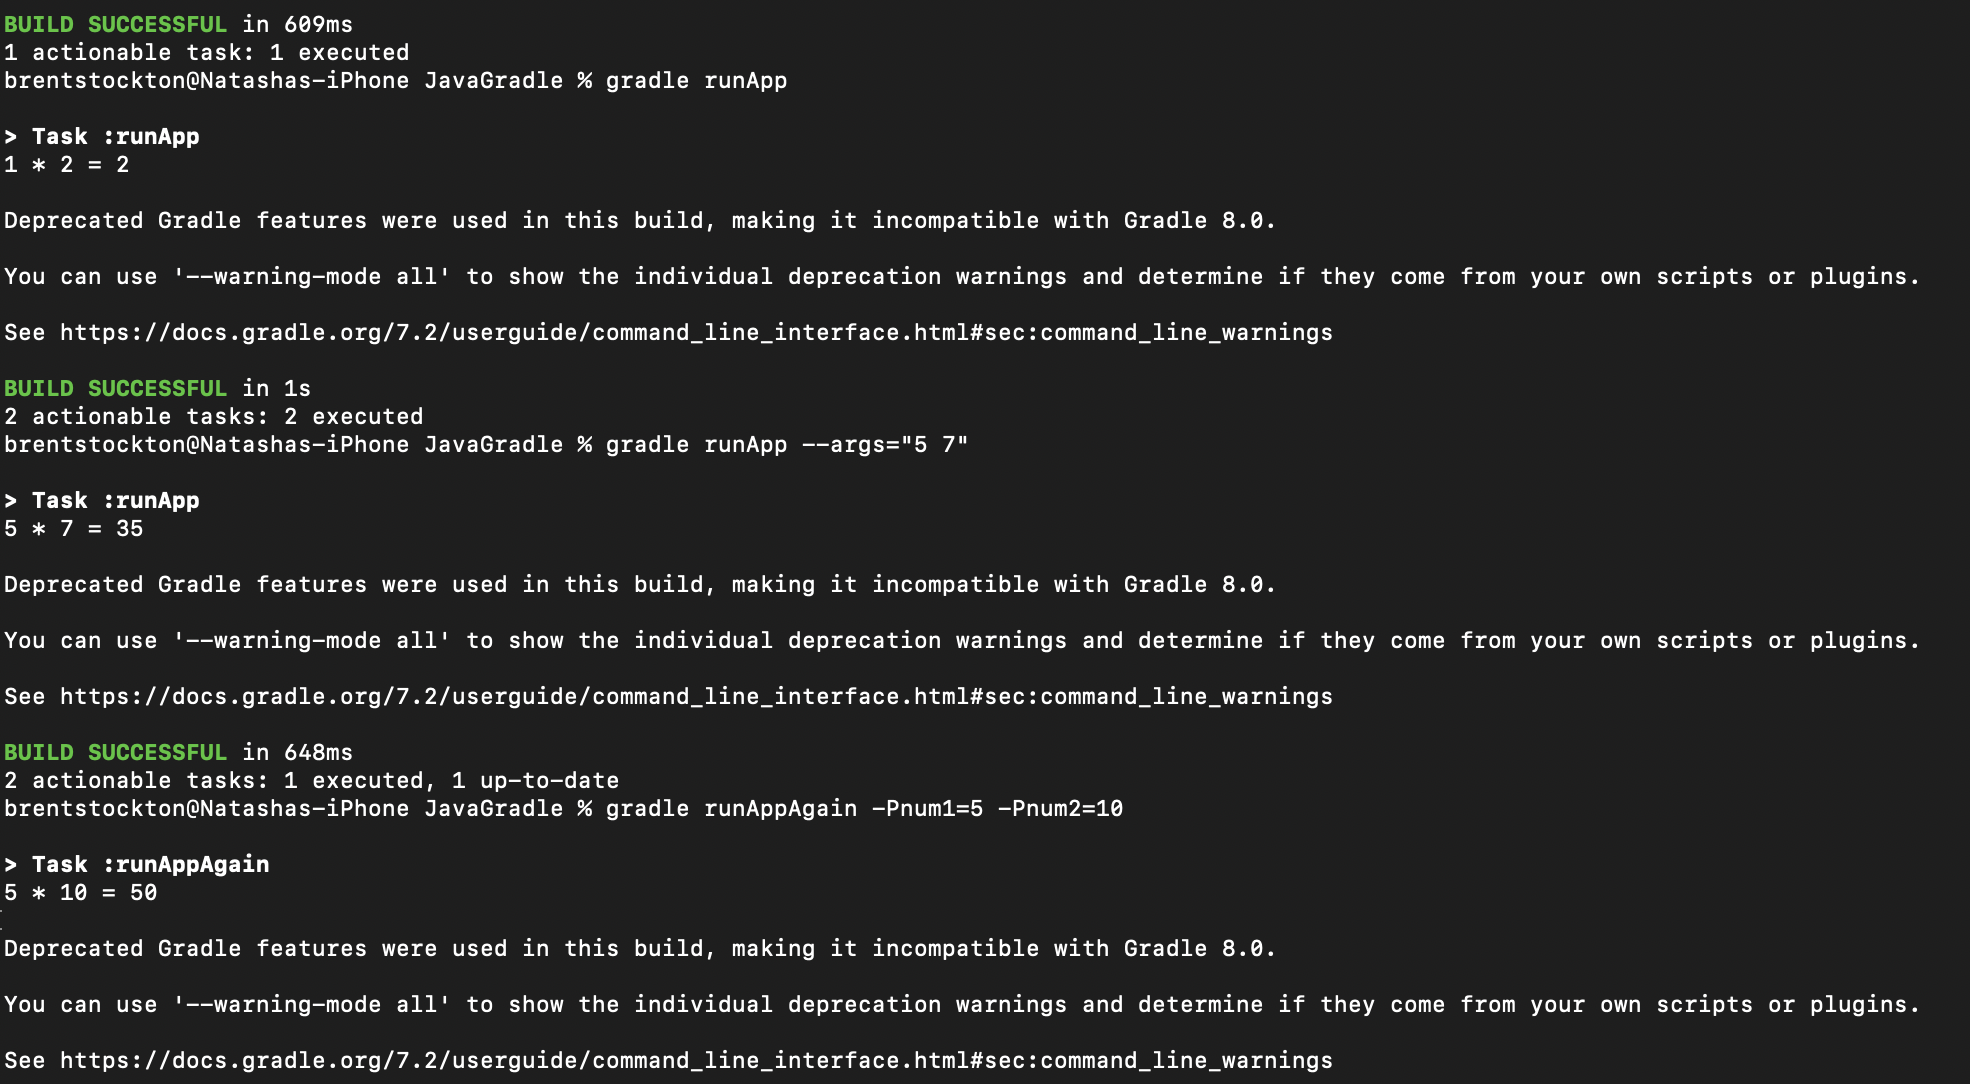 BUILD SUCCESSFUL in 609ms
1 actionable task: 1 executed
brentstockton@Natashas-iPhone JavaGradle % gradle runApp
> Task :runApp
1 * 2 = 2
Deprecated Gradle features were used in this build, making it incompatible with Gradle 8.0.
You can use '--warning-mode all' to show the individual deprecation warnings and determine if they come from your own scripts or plugins.
See https://docs.gradle.org/7.2/userguide/command_line_interface.html#sec:command_line_warnings
BUILD SUCCESSFUL in 1s
2 actionable tasks: 2 executed
brentstockton@Natashas-iPhone JavaGradle % gradle runApp --args="5 7"
> Task :runApp
5 * 7 = 35
Deprecated Gradle features were used in this build, making it incompatible with Gradle 8.0.
You can use '--warning-mode all' to show the individual deprecation warnings and determine if they come from your own scripts or plugins.
See https://docs.gradle.org/7.2/userguide/command_line_interface.html#sec:command_line_warnings
BUILD SUCCESSFUL in 648ms
2 actionable tasks: 1 executed, 1 up-to-date
brentstockton@Natashas-iPhone JavaGradle % gradle runAppAgain -Pnum1=5 -Pnum2=10
> Task :runAppAgain
5 * 10 = 50
Deprecated Gradle features were used in this build, making it incompatible with Gradle 8.0.
You can use '--warning-mode all' to show the individual deprecation warnings and determine if they come from your own scripts or plugins.
See https://docs.gradle.org/7.2/userguide/command_line_interface.html#sec:command_line_warnings